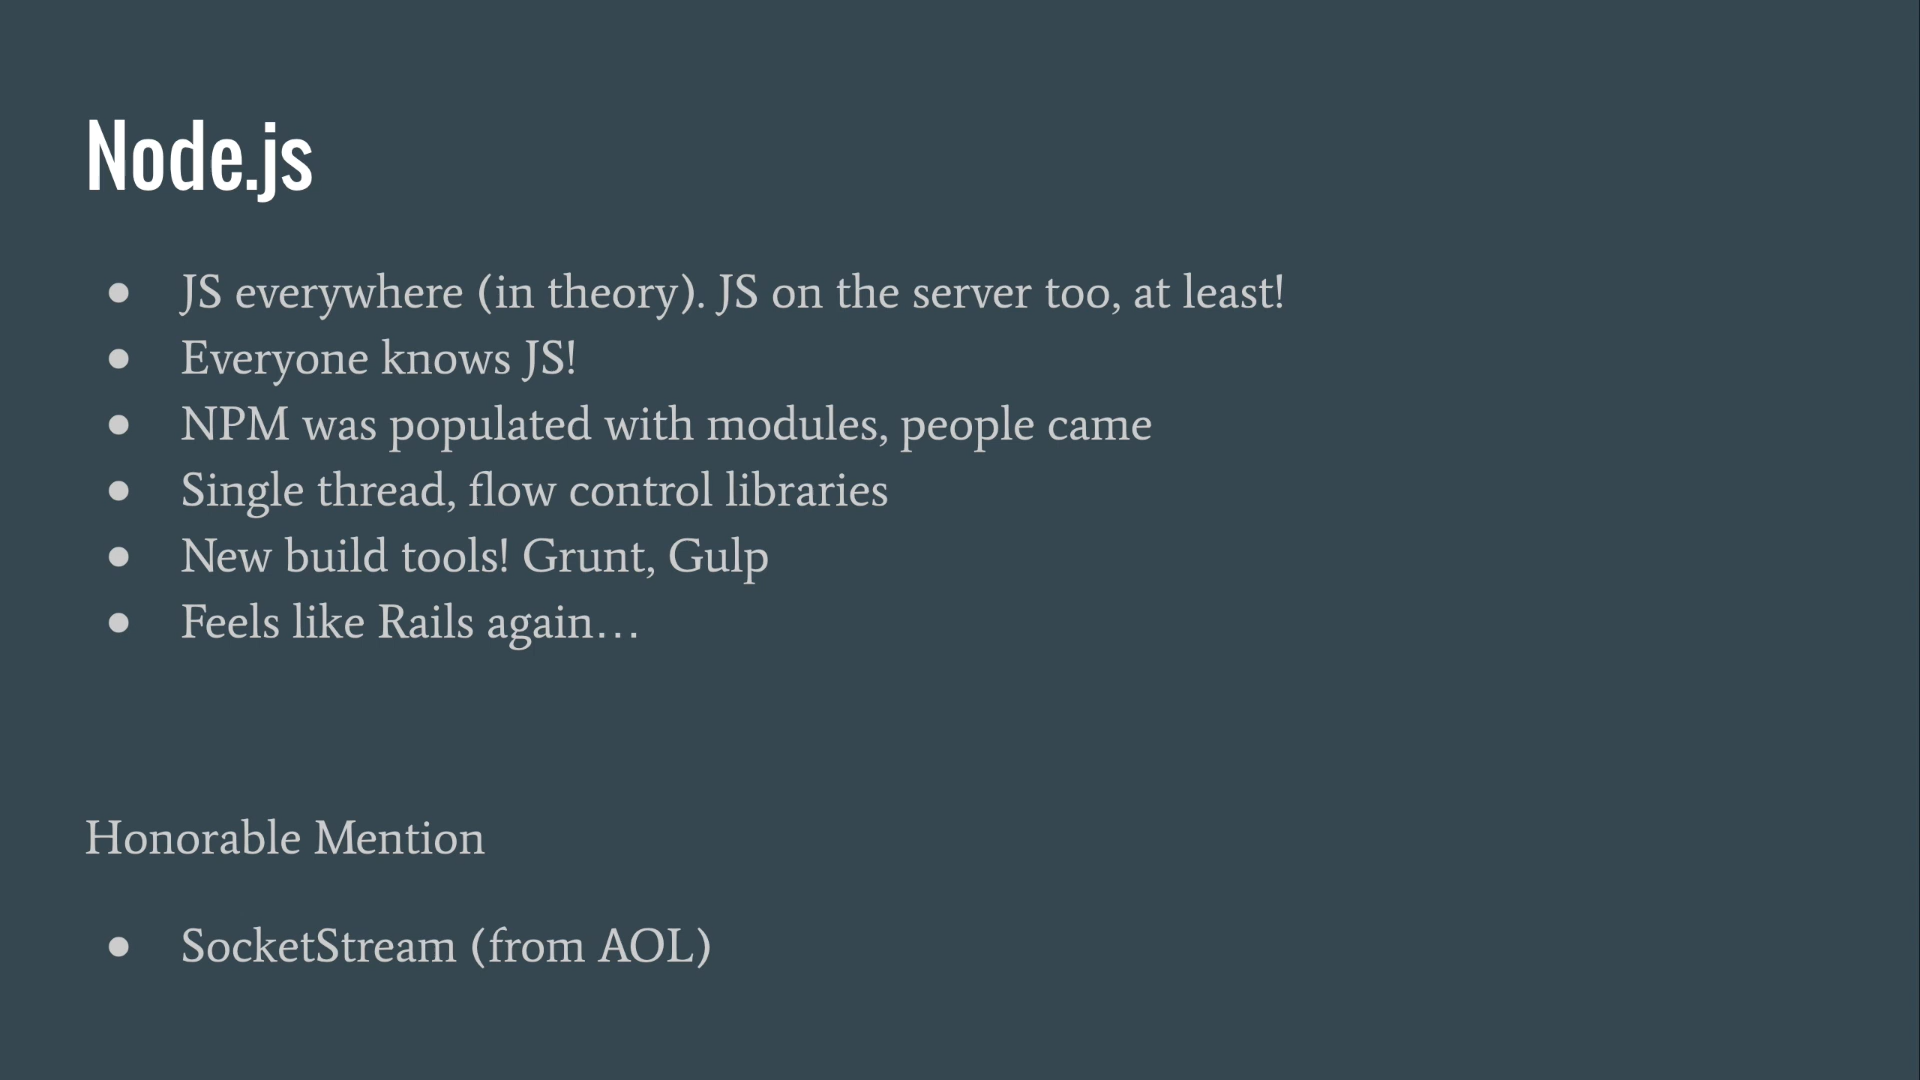 Node.js
● JS everywhere (in theory). JS on the server too, at least!
● Everyone knows JS!
● NPM was populated with modules, people came
● Single thread, flow control libraries
● New build tools! Grunt, Gulp
● Feels like Rails again…
Honorable Mention
● SocketStream (from AOL)